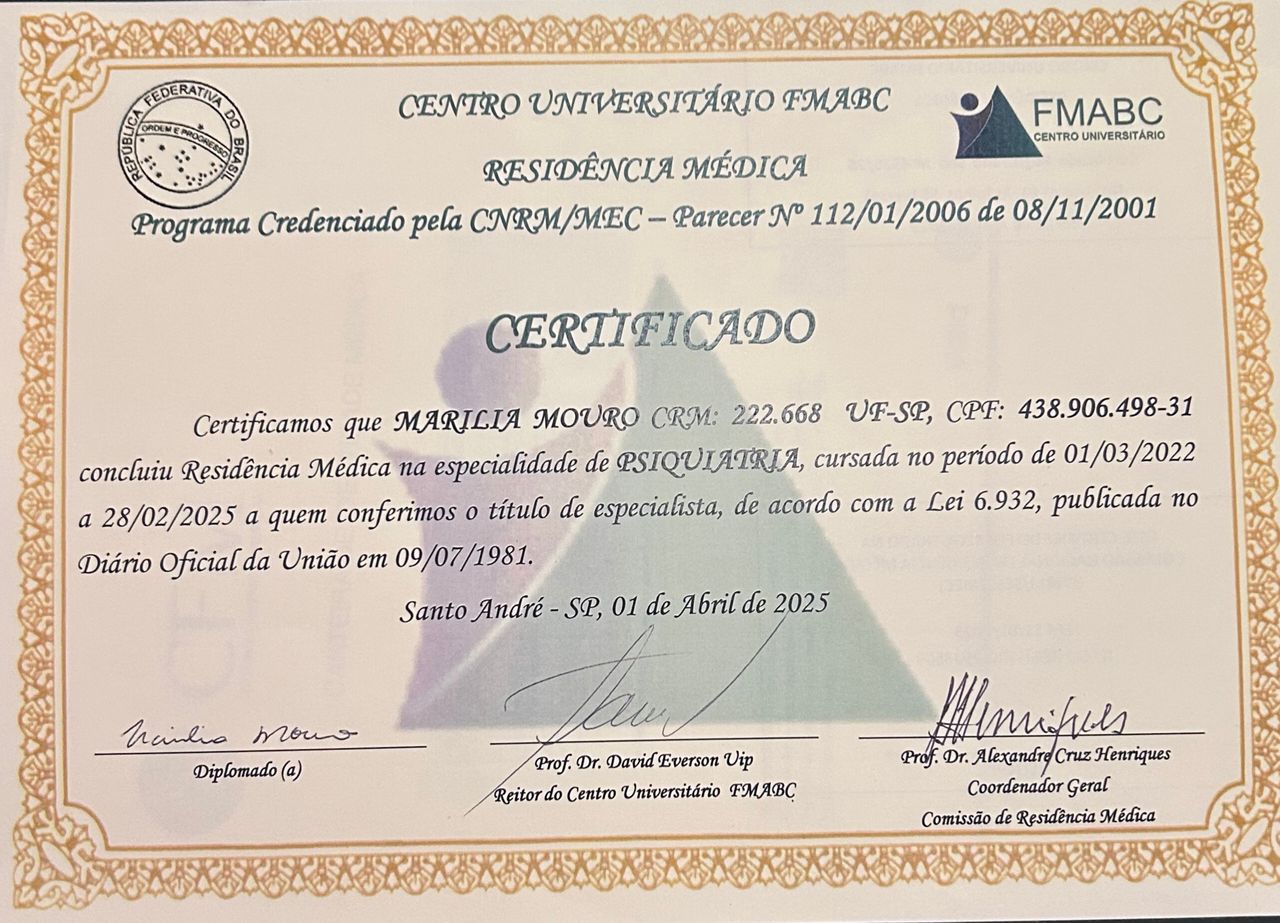 REPÚBLICA FEDERATIVA DO BRASIL
ORDEM E PROGRESSO
CENTRO UNIVERSITÁRIO FMABC
FMABC
CENTRO UNIVERSITÁRIO
RESIDÊNCIA MÉDICA
Programa Credenciado pela CNRM/MEC – Parecer Nº 112/01/2006 de 08/11/2001
CERTIFICADO
Certificamos que MARILIA MOURO CRM: 222.668 UF-SP, CPF: 438.906.498-31
concluiu Residência Médica na especialidade de PSIQUIATRIA, cursada no período de 01/03/2022
a 28/02/2025 a quem conferimos o título de especialista, de acordo com a Lei 6.932, publicada no
Diário Oficial da União em 09/07/1981.
Santo André - SP, 01 de Abril de 2025
Marilia Mouro
Henriques
Diplomado (a)
Prof. Dr. David Everson Uip
Reitor do Centro Universitário FMABC
Prof. Dr. Alexandre Cruz Henriques
Coordenador Geral
Comissão de Residência Médica